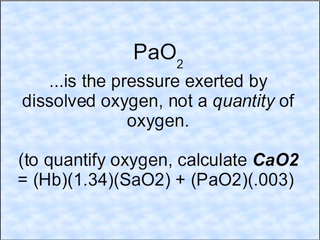 PaO2
...is the pressure exerted by
dissolved oxygen, not a quantity of
oxygen.
(to quantify oxygen, calculate CaO2
= (Hb)(1.34)(SaO2) + (PaO2)(.003)